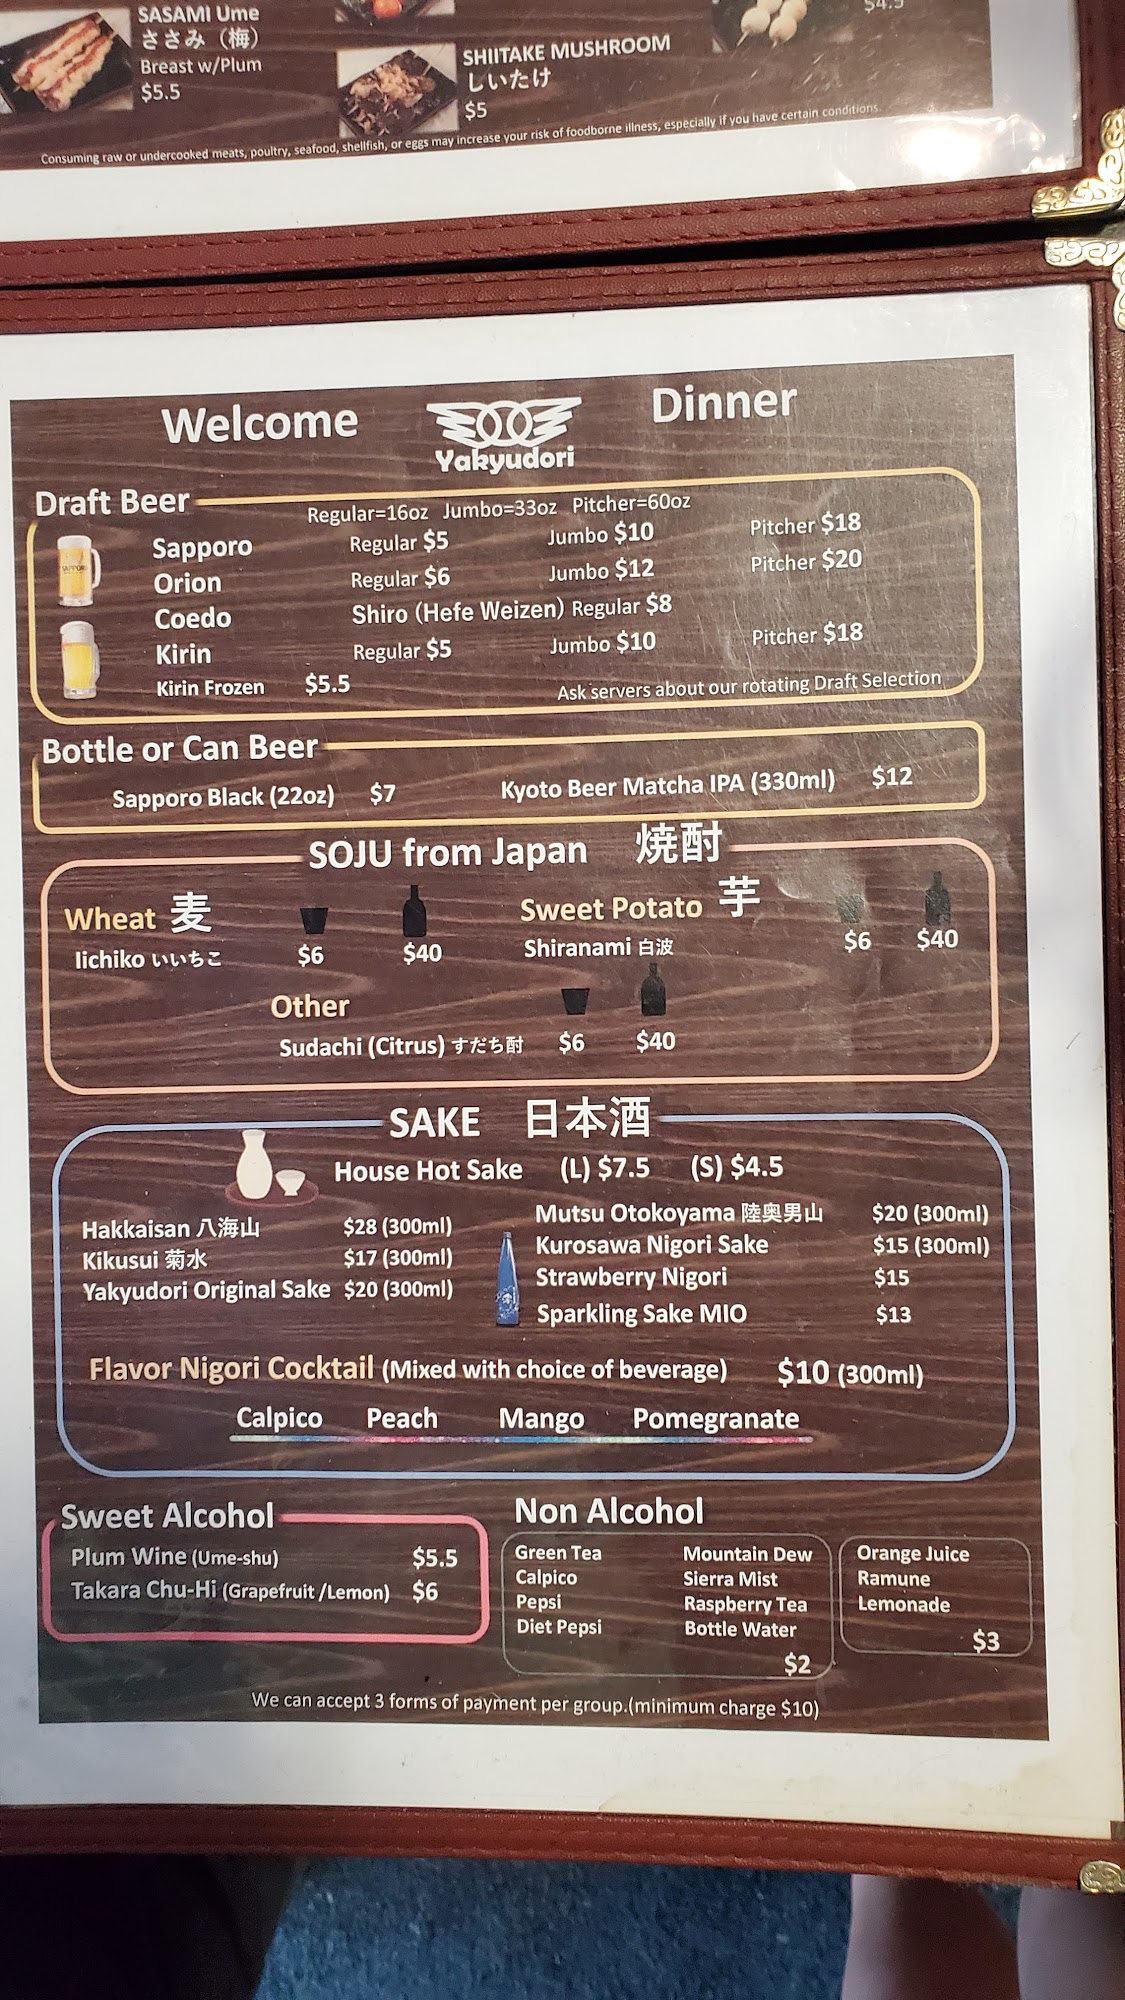 SASAMI Ume
ささみ（梅）
Breast w/Plum
$5.5
SHIITAKE MUSHROOM
しいたけ
$5
$4.5
Consuming raw or undercooked meats, poultry, seafood, shellfish, or eggs may increase your risk of foodborne illness, especially if you have certain conditions.
Welcome Yakyudori Dinner
Draft Beer
Regular=16oz Jumbo=33oz Pitcher=60oz
Sapporo Regular $5 Jumbo $10 Pitcher $18
Orion Regular $6 Jumbo $12 Pitcher $20
Coedo Shiro (Hefe Weizen) Regular $8
Kirin Regular $5 Jumbo $10 Pitcher $18
Kirin Frozen $5.5
Ask servers about our rotating Draft Selection
Bottle or Can Beer
Sapporo Black (22oz) $7 Kyoto Beer Matcha IPA (330ml) $12
SOJU from Japan 焼酎
Wheat 麦 Sweet Potato 芋
Iichiko いいちこ $6 $40 Shiranami 白波 $6 $40
Other
Sudachi (Citrus) すだち酎 $6 $40
SAKE 日本酒
House Hot Sake (L) $7.5 (S) $4.5
Hakkaisan 八海山 $28 (300ml)
Kikusui 菊水 $17 (300ml)
Yakyudori Original Sake $20 (300ml)
Mutsu Otokoyama 陸奥男山 $20 (300ml)
Kurosawa Nigori Sake $15 (300ml)
Strawberry Nigori $15
Sparkling Sake MIO $13
Flavor Nigori Cocktail (Mixed with choice of beverage) $10 (300ml)
Calpico Peach Mango Pomegranate
Sweet Alcohol
Plum Wine (Ume-shu) $5.5
Takara Chu-Hi (Grapefruit /Lemon) $6
Non Alcohol
Green Tea Mountain Dew
Calpico Sierra Mist
Pepsi Raspberry Tea
Diet Pepsi Bottle Water
$2
Orange Juice
Ramune
Lemonade
$3
We can accept 3 forms of payment per group.(minimum charge $10)